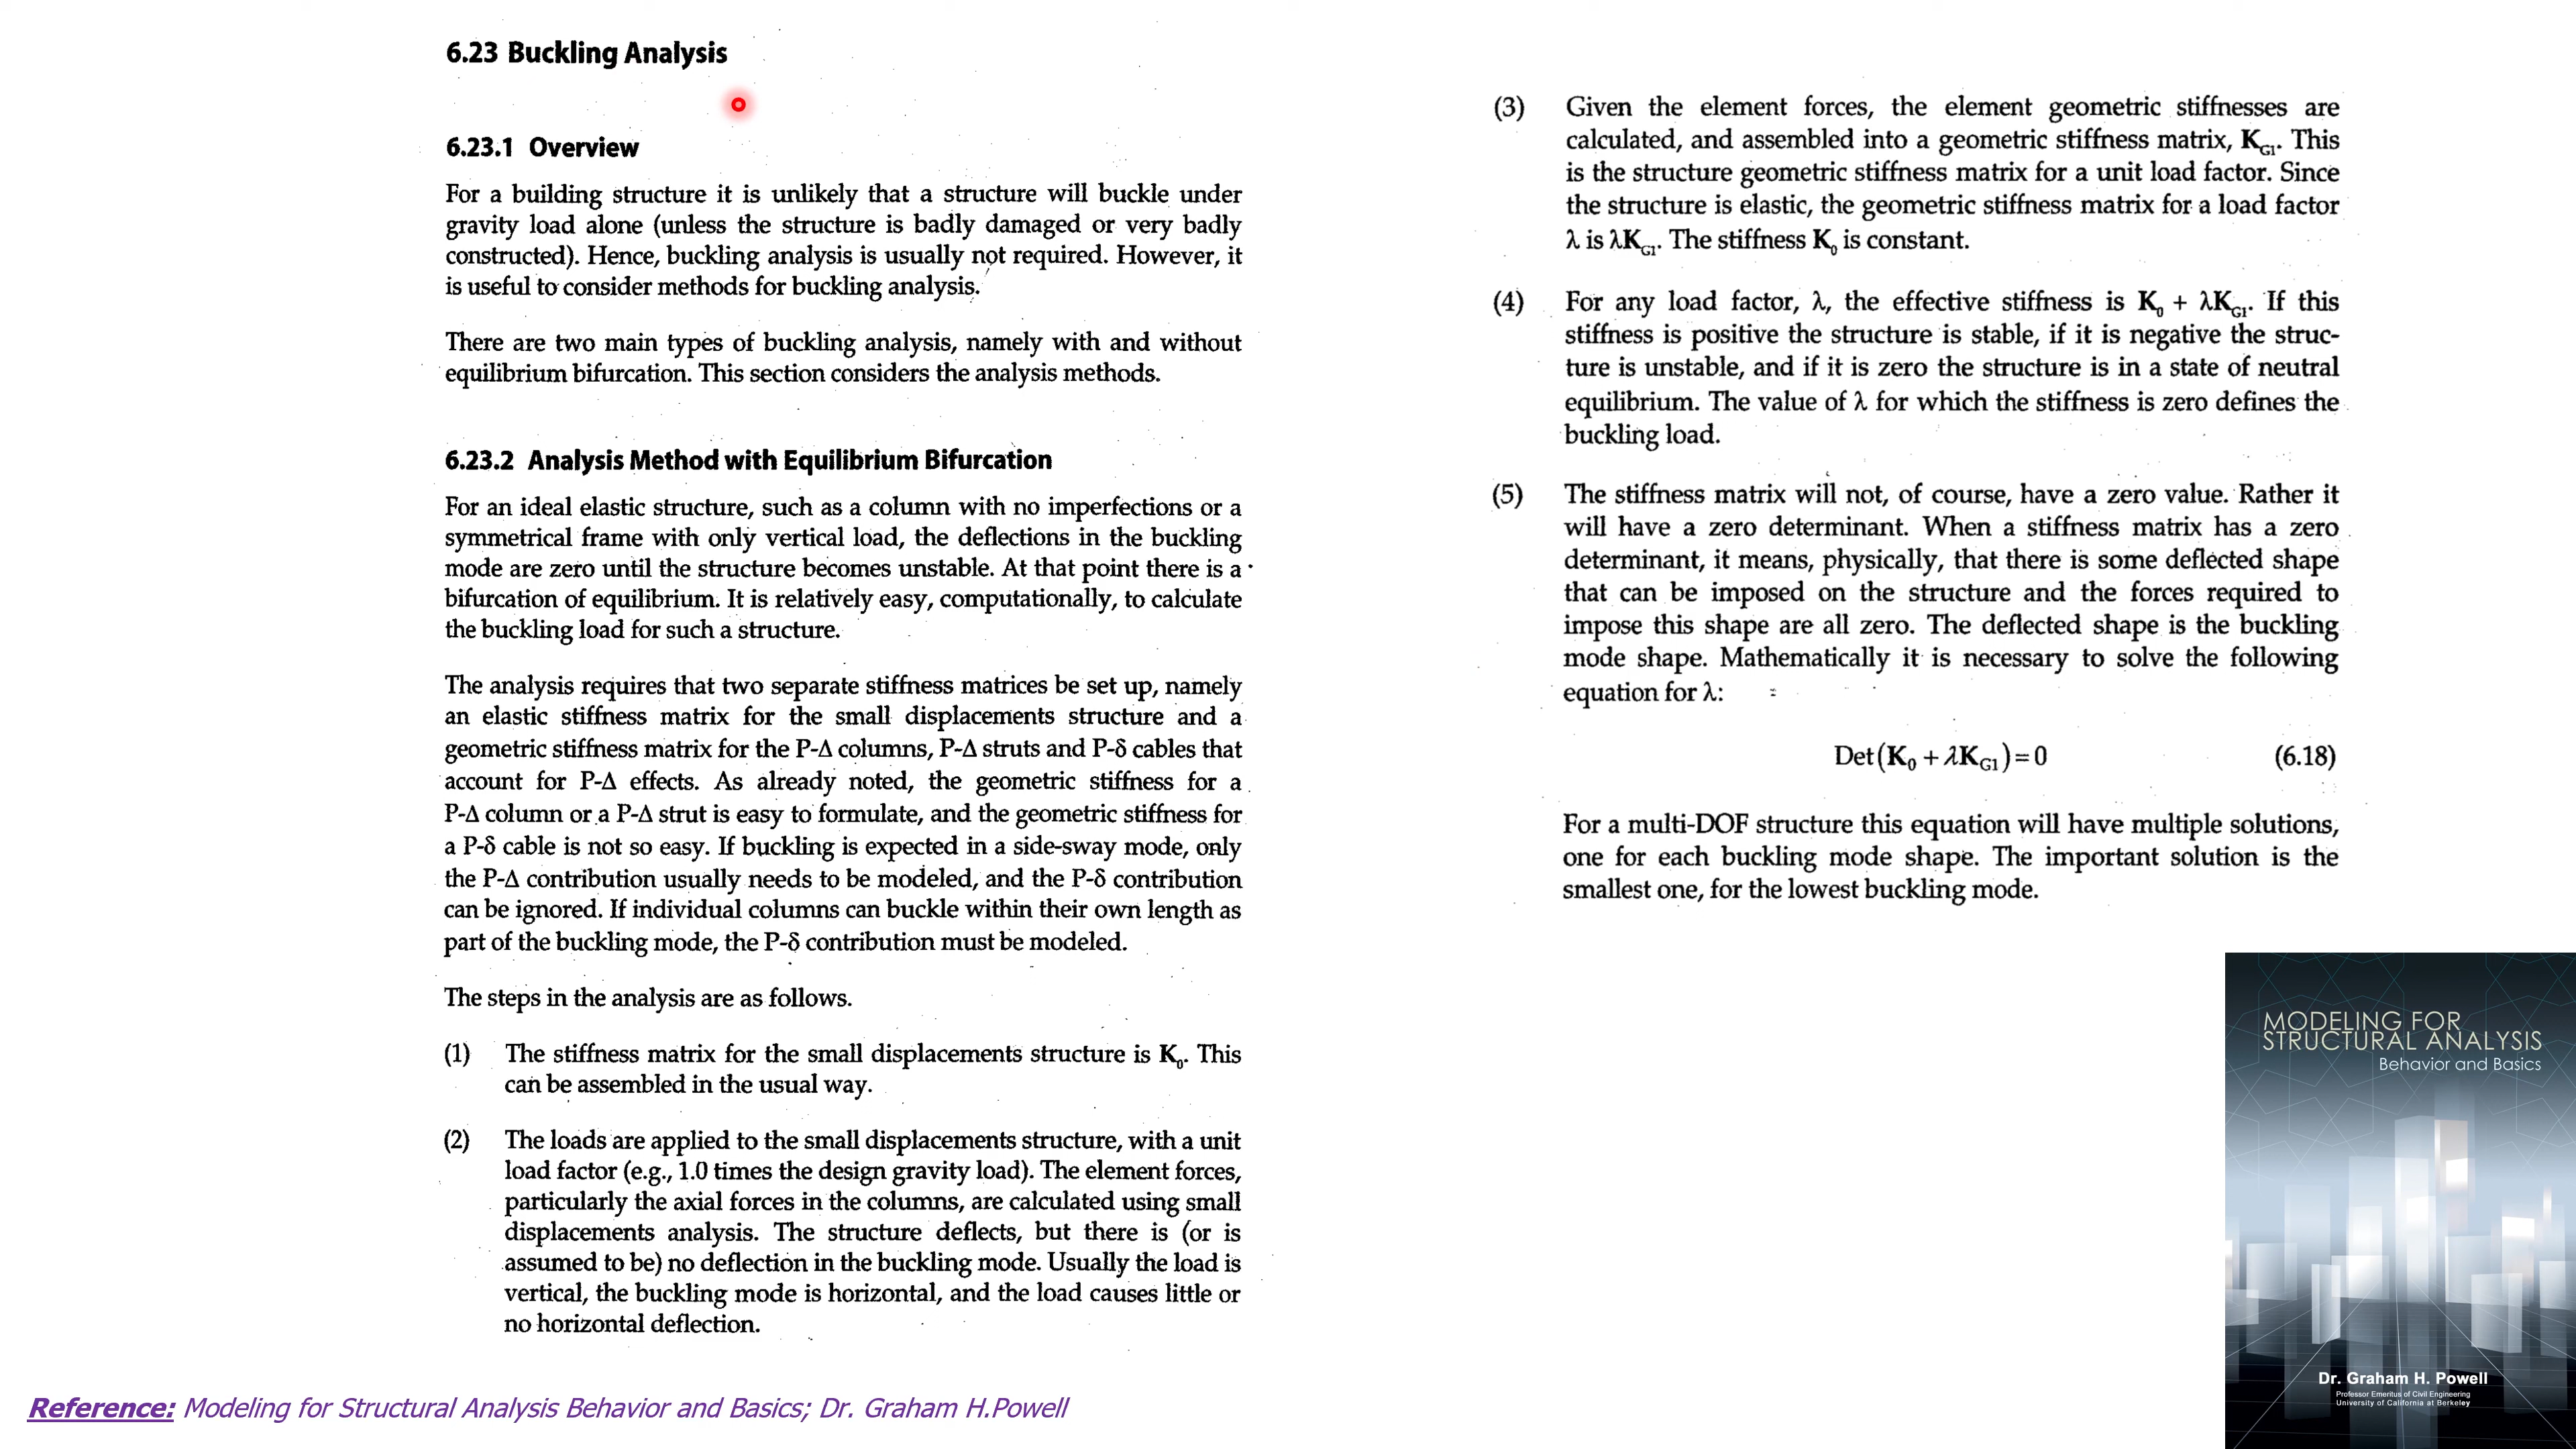 6.23 Buckling Analysis
6.23.1 Overview
For a building structure it is unlikely that a structure will buckle under
gravity load alone (unless the structure is badly damaged or very badly
constructed). Hence, buckling analysis is usually not required. However, it
is useful to consider methods for buckling analysis.
There are two main types of buckling analysis, namely with and without
equilibrium bifurcation. This section considers the analysis methods.
6.23.2 Analysis Method with Equilibrium Bifurcation
For an ideal elastic structure, such as a column with no imperfections or a
symmetrical frame with only vertical load, the deflections in the buckling
mode are zero until the structure becomes unstable. At that point there is a
bifurcation of equilibrium. It is relatively easy, computationally, to calculate
the buckling load for such a structure.
The analysis requires that two separate stiffness matrices be set up, namely
an elastic stiffness matrix for the small displacements structure and a
geometric stiffness matrix for the P-Δ columns, P-Δ struts and P-δ cables that
account for P-Δ effects. As already noted, the geometric stiffness for a
P-Δ column or a P-Δ strut is easy to formulate, and the geometric stiffness for
a P-δ cable is not so easy. If buckling is expected in a side-sway mode, only
the P-Δ contribution usually needs to be modeled, and the P-δ contribution
can be ignored. If individual columns can buckle within their own length as
part of the buckling mode, the P-δ contribution must be modeled.
The steps in the analysis are as follows.
(1) The stiffness matrix for the small displacements structure is K₀. This
can be assembled in the usual way.
(2) The loads are applied to the small displacements structure, with a unit
load factor (e.g., 1.0 times the design gravity load). The element forces,
particularly the axial forces in the columns, are calculated using small
displacements analysis. The structure deflects, but there is (or is
assumed to be) no deflection in the buckling mode. Usually the load is
vertical, the buckling mode is horizontal, and the load causes little or
no horizontal deflection.
(3) Given the element forces, the element geometric stiffnesses are
calculated, and assembled into a geometric stiffness matrix, K_G1. This
is the structure geometric stiffness matrix for a unit load factor. Since
the structure is elastic, the geometric stiffness matrix for a load factor
λ is λK_G1. The stiffness K₀ is constant.
(4) For any load factor, λ, the effective stiffness is K₀ + λK_G1. If this
stiffness is positive the structure is stable, if it is negative the struc-
ture is unstable, and if it is zero the structure is in a state of neutral
equilibrium. The value of λ for which the stiffness is zero defines the
buckling load.
(5) The stiffness matrix will not, of course, have a zero value. Rather it
will have a zero determinant. When a stiffness matrix has a zero
determinant, it means, physically, that there is some deflected shape
that can be imposed on the structure and the forces required to
impose this shape are all zero. The deflected shape is the buckling
mode shape. Mathematically it is necessary to solve the following
equation for λ:
Det(K₀ + λK_G1) = 0 (6.18)
For a multi-DOF structure this equation will have multiple solutions,
one for each buckling mode shape. The important solution is the
smallest one, for the lowest buckling mode.
MODELING FOR
STRUCTURAL ANALYSIS
Behavior and Basics
Dr. Graham H. Powell
Professor Emeritus of Civil Engineering
University of California at Berkeley
Reference: Modeling for Structural Analysis Behavior and Basics; Dr. Graham H.Powell